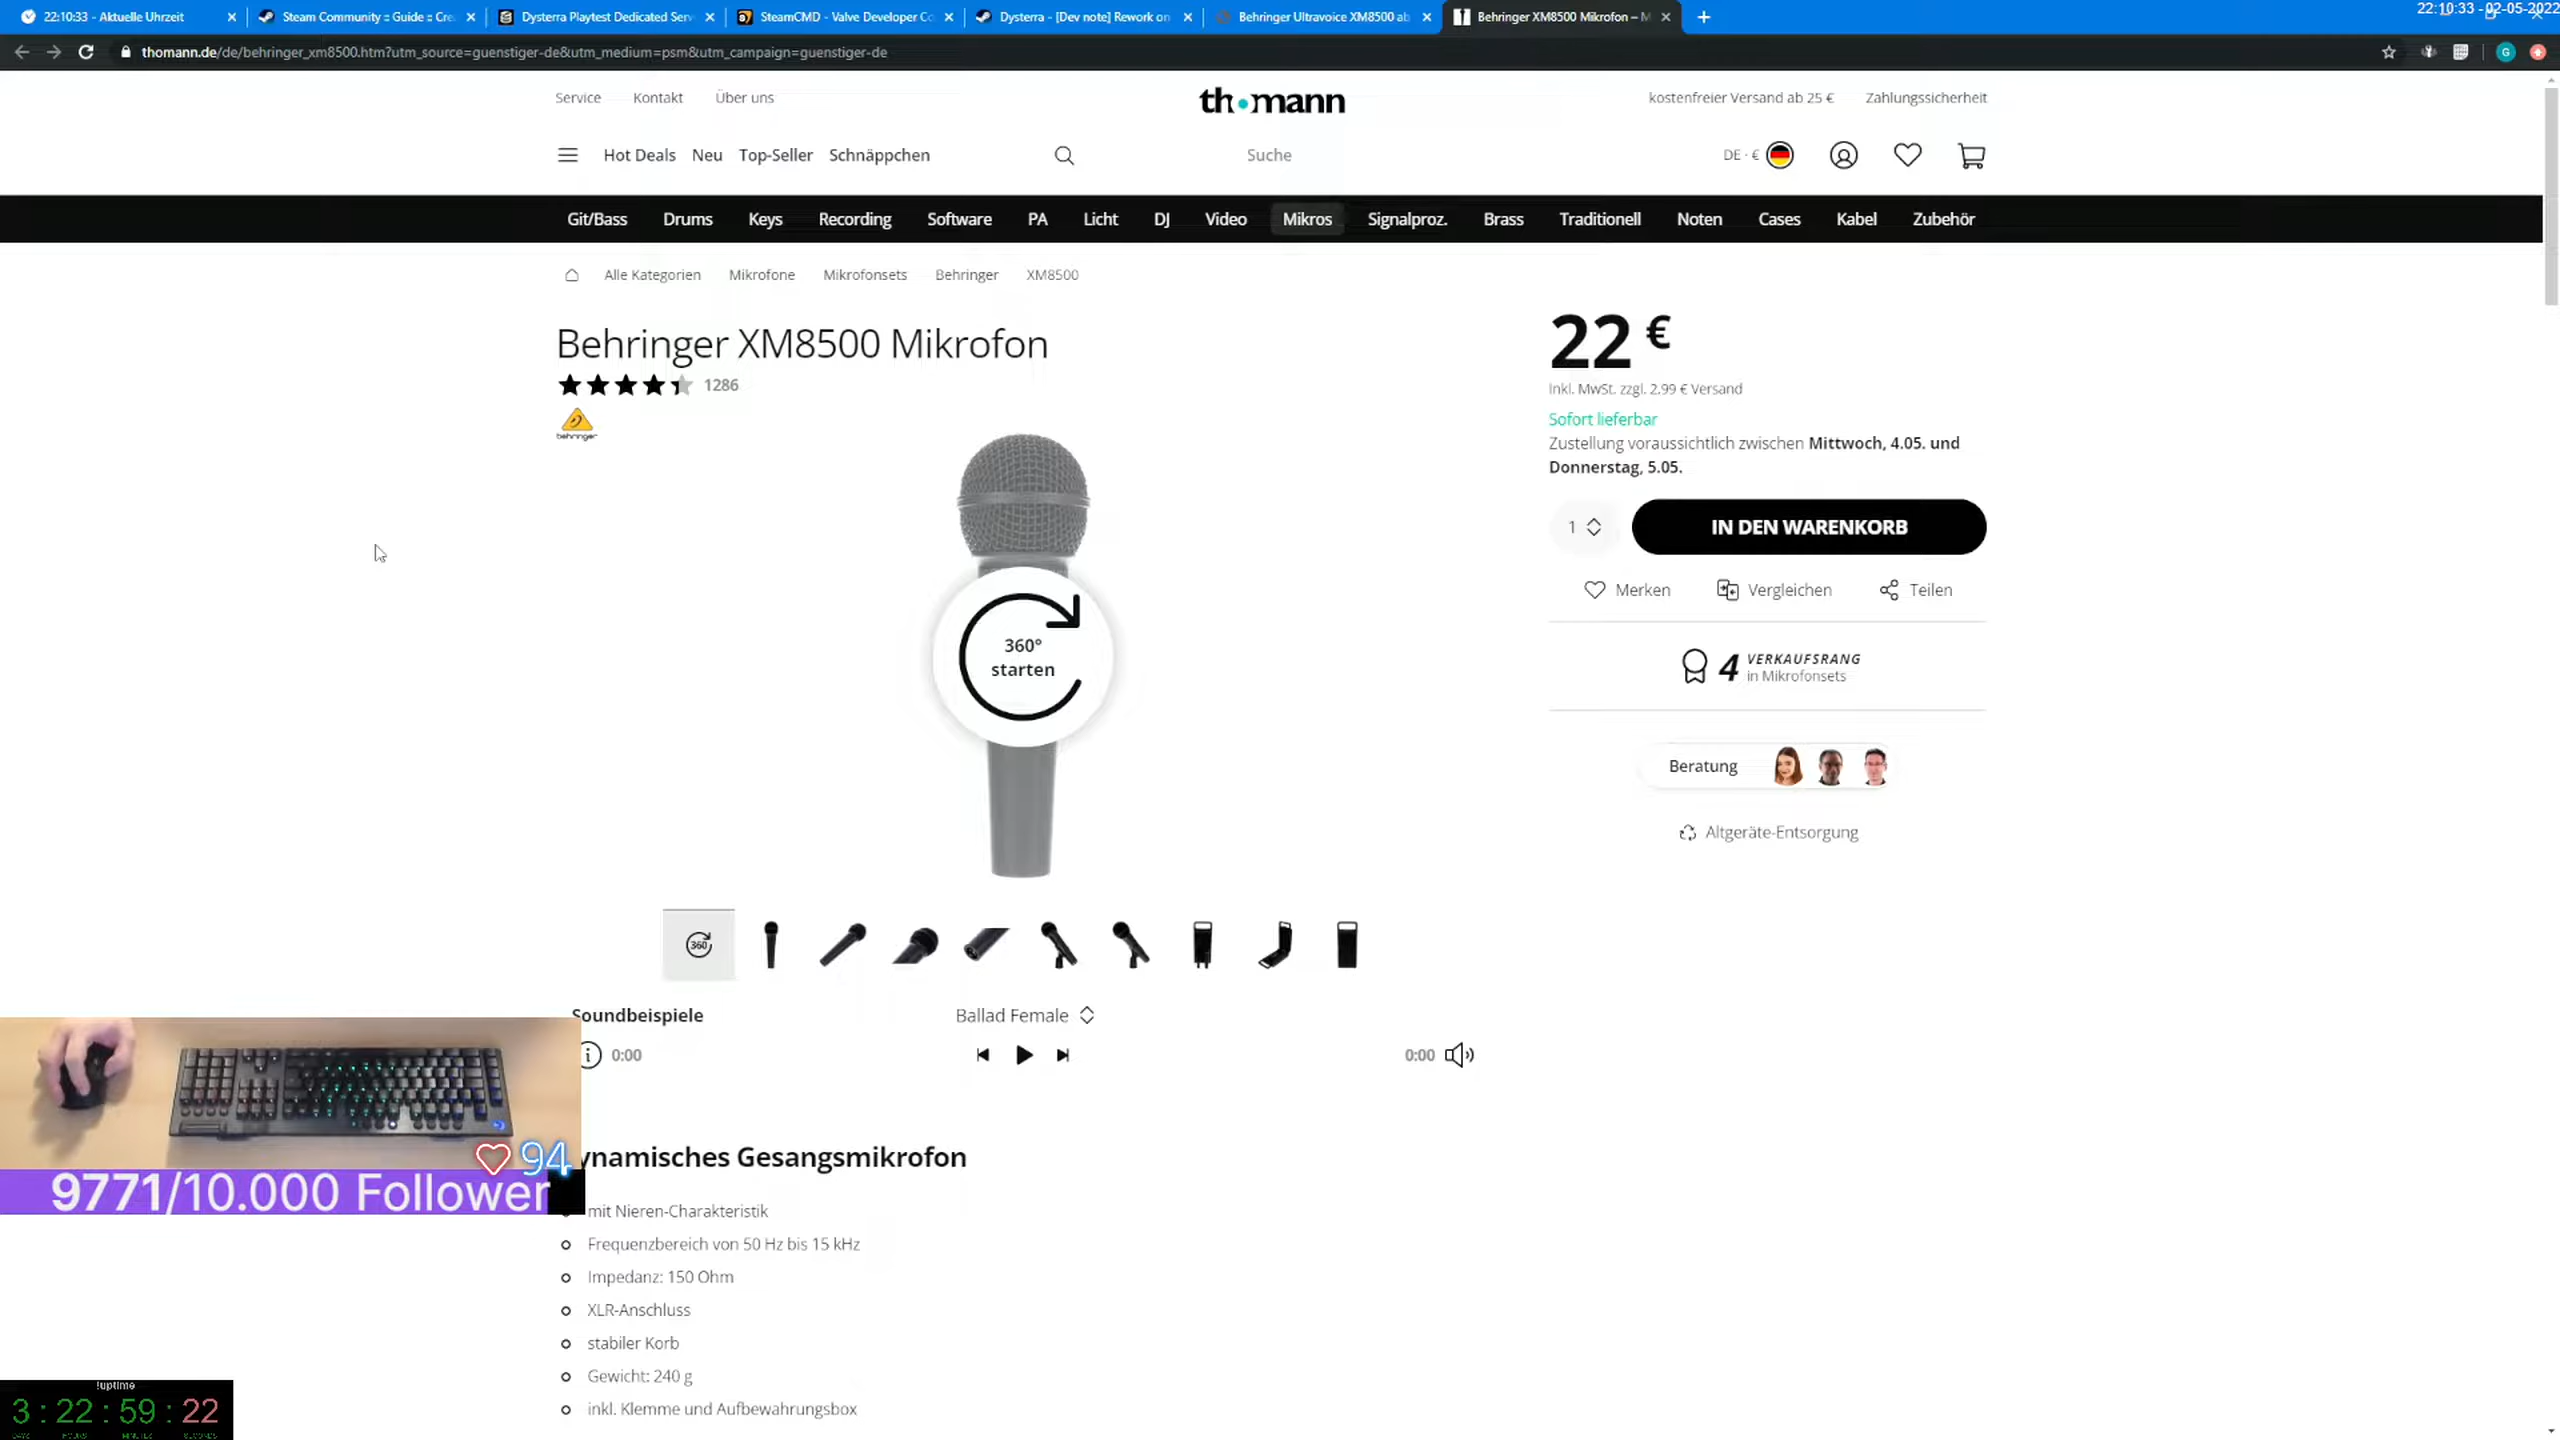 22:10:33 - Aktuelle Uhrzeit
Steam Community :: Guide :: Cre
Dysterra Playtest Dedicated Serv
SteamCMD - Valve Developer Co
Dysterra - [Dev note] Rework on
Behringer Ultravoice XM8500 ab
Behringer XM8500 Mikrofon – M
22:10:33 - 02-05-2022
thomann.de/de/behringer_xm8500.htm?utm_source=guenstiger-de&utm_medium=psm&utm_campaign=guenstiger-de
G
Service Kontakt Über uns
th•mann
kostenfreier Versand ab 25 € Zahlungssicherheit
Hot Deals Neu Top-Seller Schnäppchen
Suche
DE · €
Git/Bass Drums Keys Recording Software PA Licht DJ Video Mikros Signalproz. Brass Traditionell Noten Cases Kabel Zubehör
Alle Kategorien Mikrofone Mikrofonsets Behringer XM8500
Behringer XM8500 Mikrofon
1286
behringer
22 €
Inkl. MwSt. zzgl. 2,99 € Versand
Sofort lieferbar
Zustellung voraussichtlich zwischen Mittwoch, 4.05. und
Donnerstag, 5.05.
1
IN DEN WARENKORB
Merken Vergleichen Teilen
4 VERKAUFSRANG
in Mikrofonsets
Beratung
Altgeräte-Entsorgung
360°
starten
360
Soundbeispiele
Ballad Female
0:00
0:00
ynamisches Gesangsmikrofon
mit Nieren-Charakteristik
Frequenzbereich von 50 Hz bis 15 kHz
Impedanz: 150 Ohm
XLR-Anschluss
stabiler Korb
Gewicht: 240 g
inkl. Klemme und Aufbewahrungsbox
94
9771/10.000 Follower
!uptime
3 : 22 : 59 : 22
DAYS HOURS MINUTES SECONDS